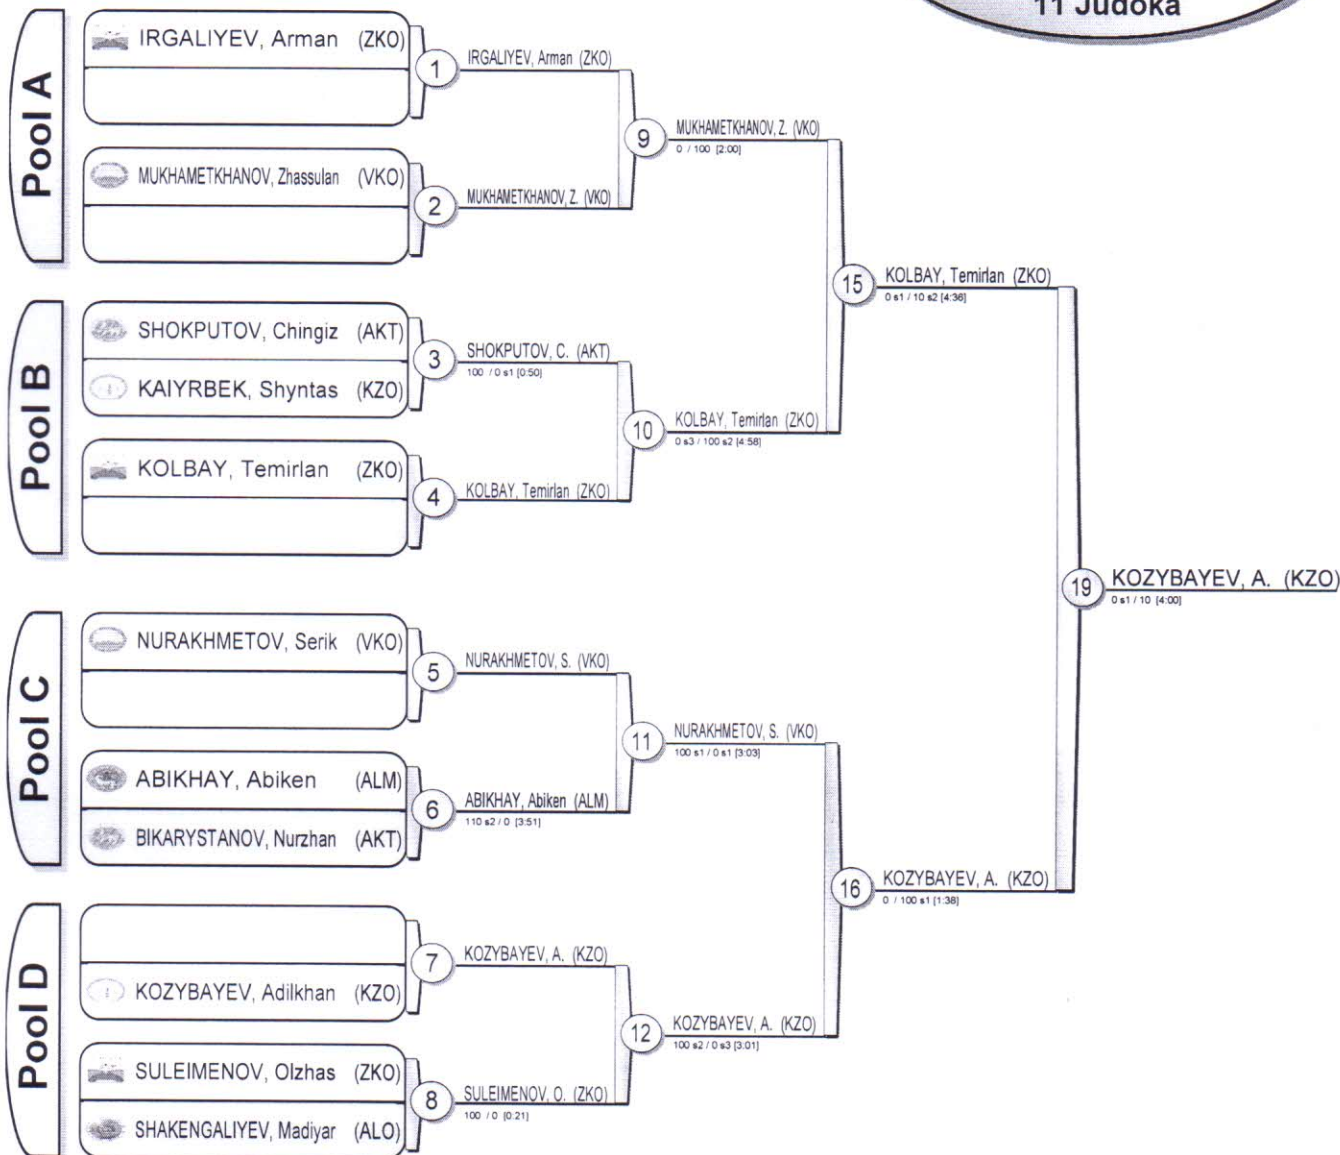 11 Judoka
Pool A
IRGALIYEV, Arman (ZKO)
MUKHAMETKHANOV, Zhassulan (VKO)
1
IRGALIYEV, Arman (ZKO)
2
MUKHAMETKHANOV, Z. (VKO)
9
MUKHAMETKHANOV, Z. (VKO)
0 / 100 [2:00]
Pool B
SHOKPUTOV, Chingiz (AKT)
KAIYRBEK, Shyntas (KZO)
KOLBAY, Temirlan (ZKO)
3
SHOKPUTOV, C. (AKT)
100 / 0 s1 [0:50]
4
KOLBAY, Temirlan (ZKO)
10
KOLBAY, Temirlan (ZKO)
0 s3 / 100 s2 [4:58]
15
KOLBAY, Temirlan (ZKO)
0 s1 / 10 s2 [4:36]
Pool C
NURAKHMETOV, Serik (VKO)
ABIKHAY, Abiken (ALM)
BIKARYSTANOV, Nurzhan (AKT)
5
NURAKHMETOV, S. (VKO)
6
ABIKHAY, Abiken (ALM)
110 s2 / 0 [3:51]
11
NURAKHMETOV, S. (VKO)
100 s1 / 0 s1 [3:03]
Pool D
KOZYBAYEV, Adilkhan (KZO)
SULEIMENOV, Olzhas (ZKO)
SHAKENGALIYEV, Madiyar (ALO)
7
KOZYBAYEV, A. (KZO)
8
SULEIMENOV, O. (ZKO)
100 / 0 [0:21]
12
KOZYBAYEV, A. (KZO)
100 s2 / 0 s3 [3:01]
16
KOZYBAYEV, A. (KZO)
0 / 100 s1 [1:38]
19
KOZYBAYEV, A. (KZO)
0 s1 / 10 [4:00]